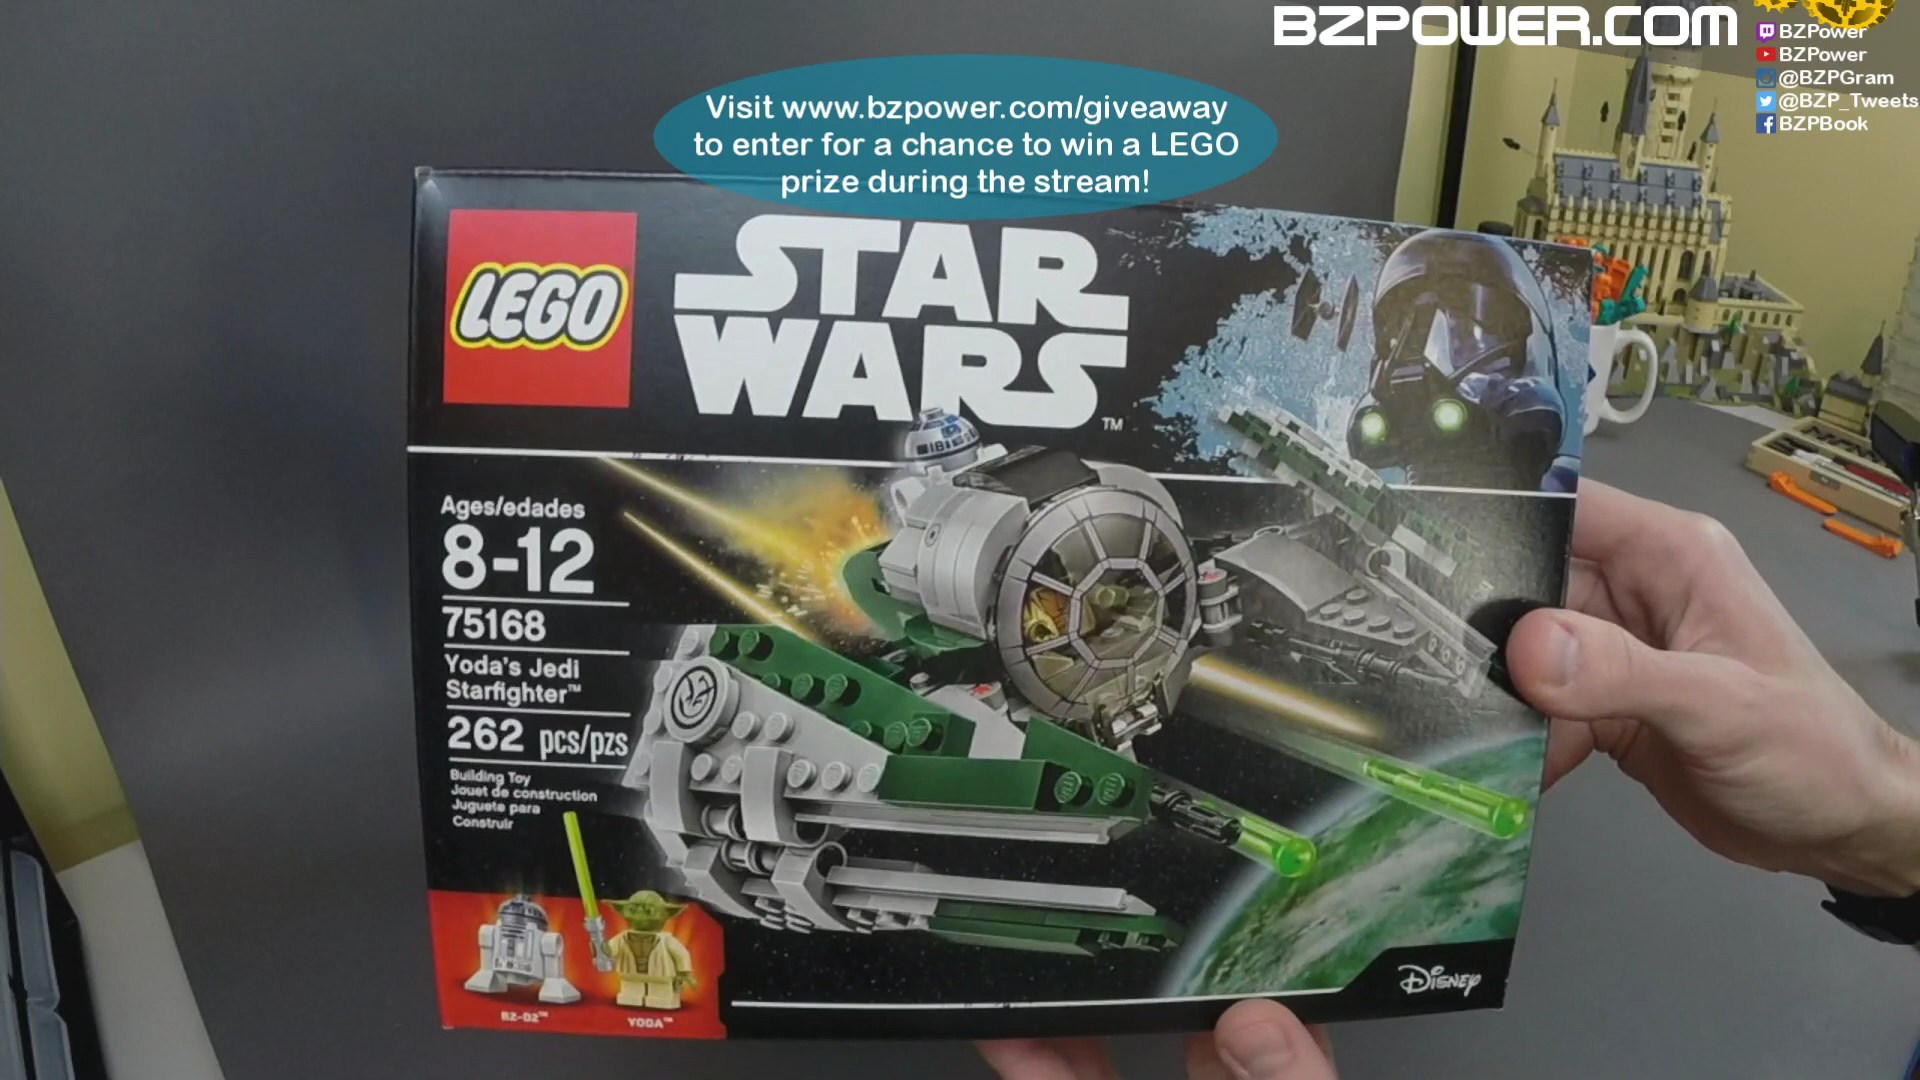 BZPOWER.COM
BZPower
BZPower
@BZPGram
@BZP_Tweets
BZPBook
Visit www.bzpower.com/giveaway
to enter for a chance to win a LEGO
prize during the stream!
LEGO
STAR
WARS™
Ages/edades
8-12
75168
Yoda's Jedi
Starfighter™
262 pcs/pzs
Building Toy
Jouet de construction
Juguete para
Construir
R2-D2™
YODA™
Disney